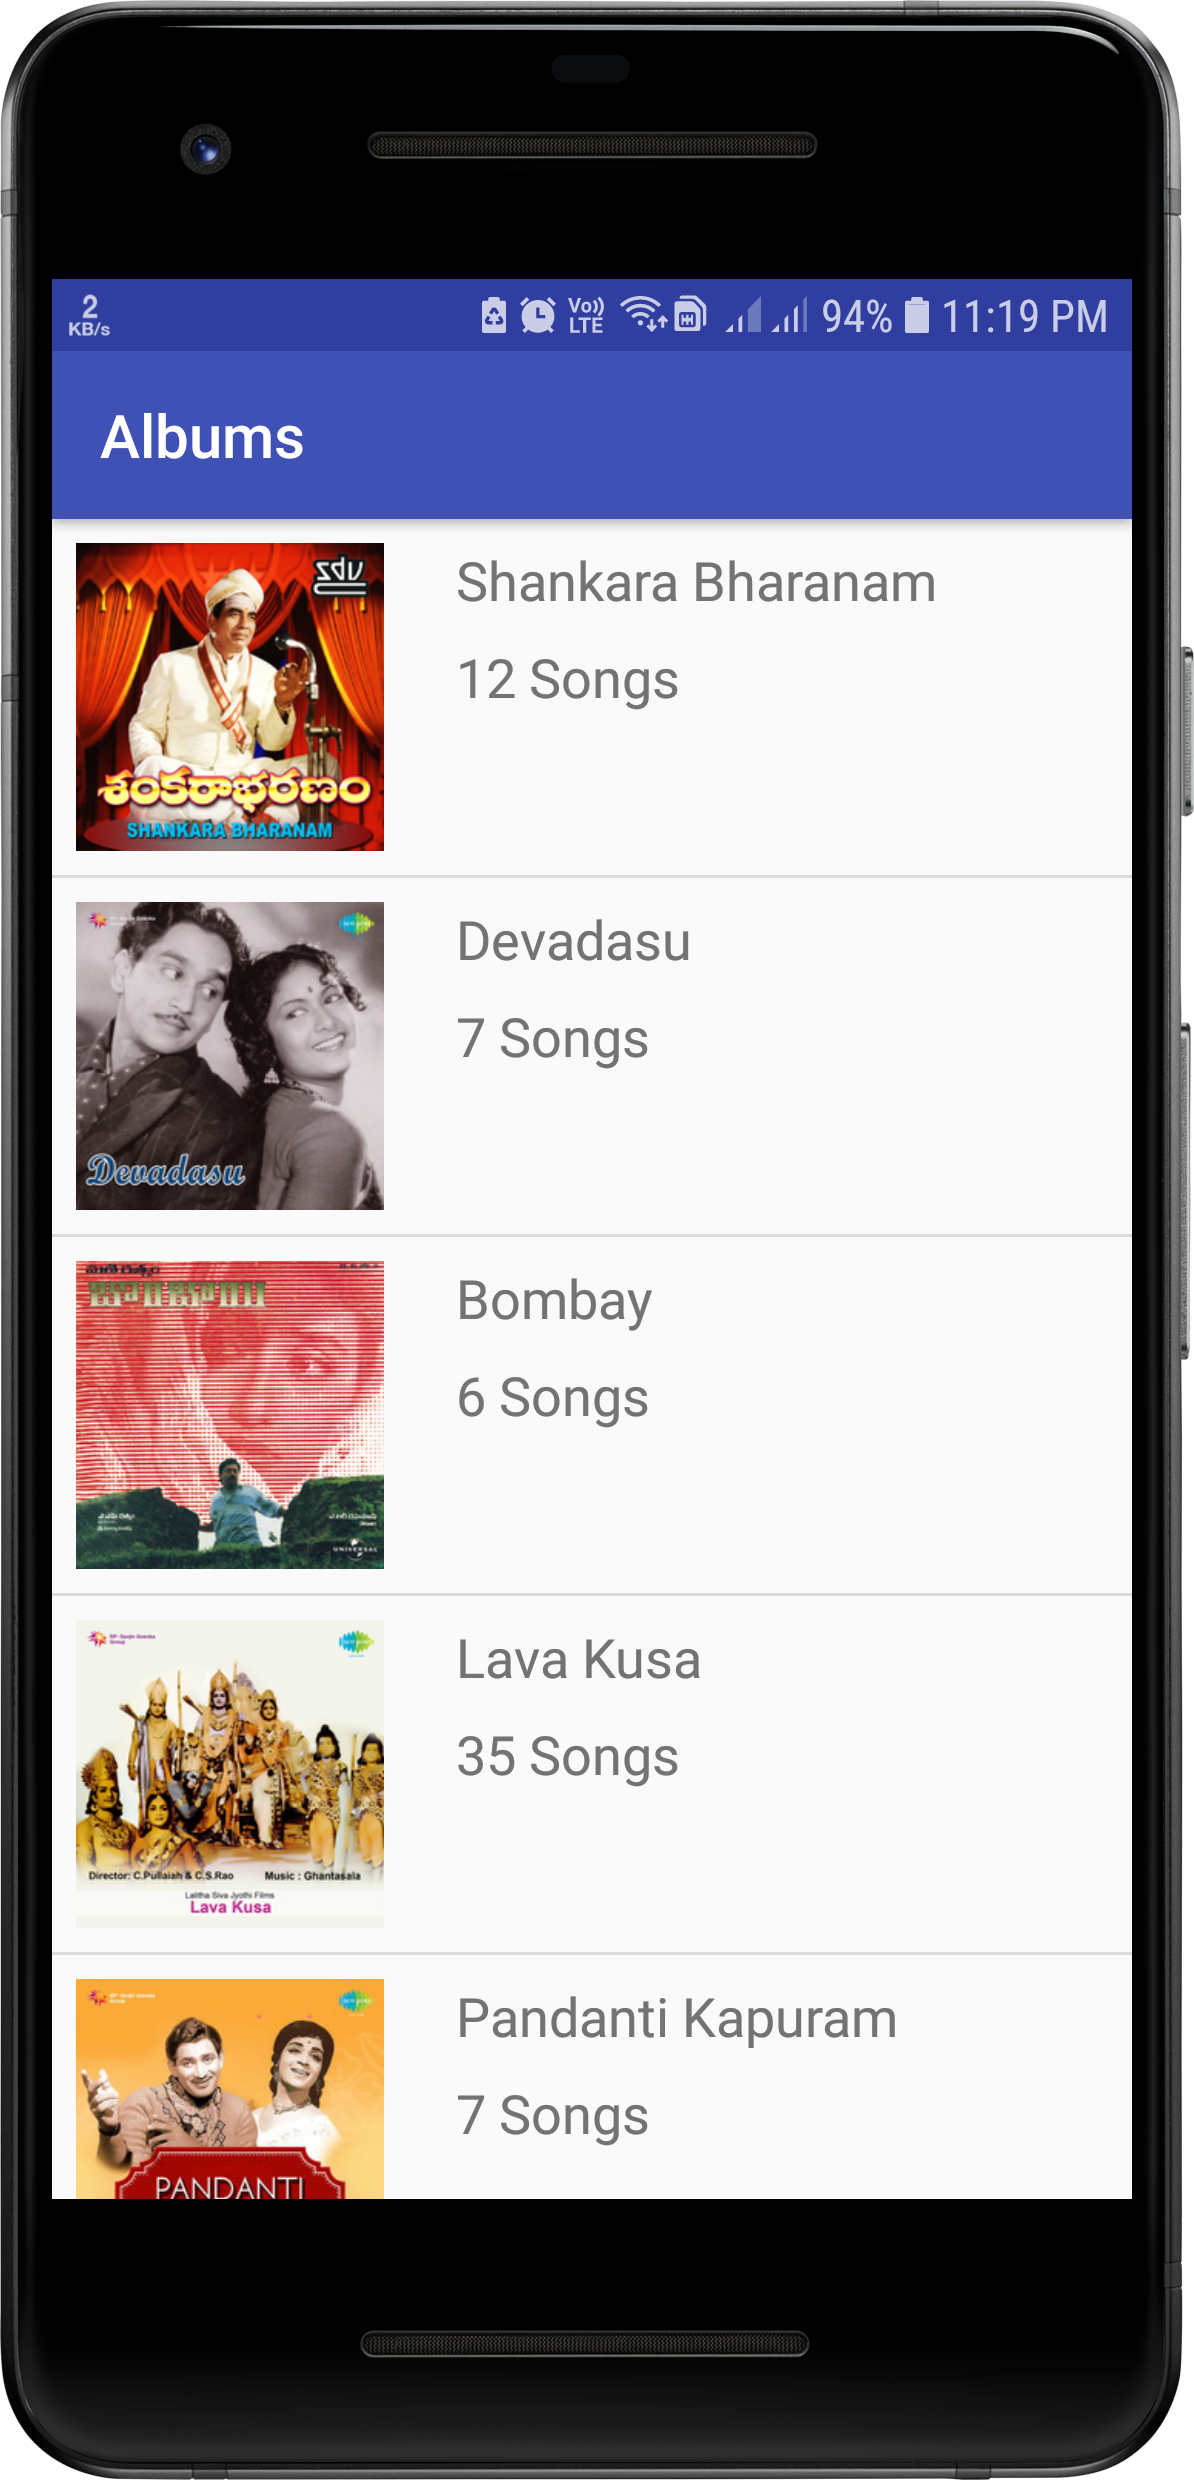 2
KB/s
Vo))
LTE
94%
11:19 PM
Albums
sdv
శంకరాభరణం
SHANKARA BHARANAM
Shankara Bharanam
12 Songs
Devadasu
Devadasu
7 Songs
బొంబాయి
UNIVERSAL
Bombay
6 Songs
Director: C.Pullaiah & C.S.Rao
Music : Ghantasala
Lalitha Siva Jyothi Films
Lava Kusa
Lava Kusa
35 Songs
PANDANTI
Pandanti Kapuram
7 Songs